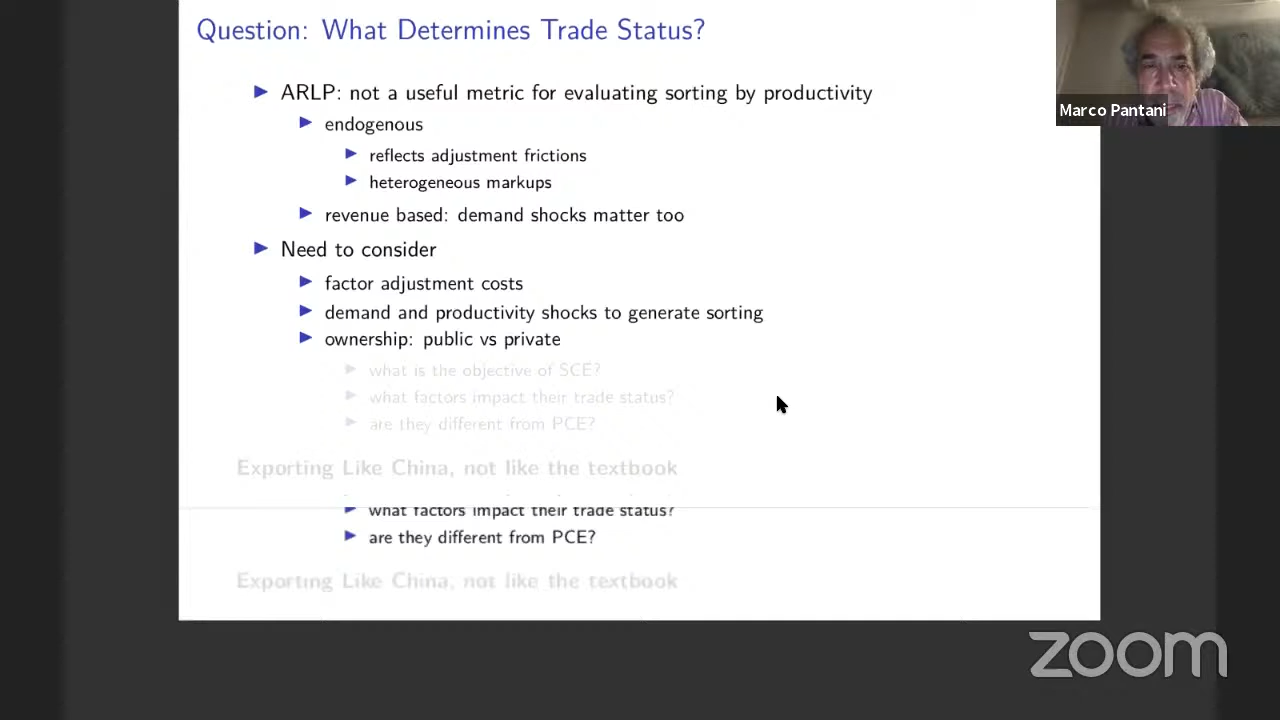 Question: What Determines Trade Status?
Marco Pantani
ARLP: not a useful metric for evaluating sorting by productivity
endogenous
reflects adjustment frictions
heterogeneous markups
revenue based: demand shocks matter too
Need to consider
factor adjustment costs
demand and productivity shocks to generate sorting
ownership: public vs private
what is the objective of SCE?
what factors impact their trade status?
are they different from PCE?
Exporting Like China, not like the textbook
what factors impact their trade status?
are they different from PCE?
Exporting Like China, not like the textbook
zoom